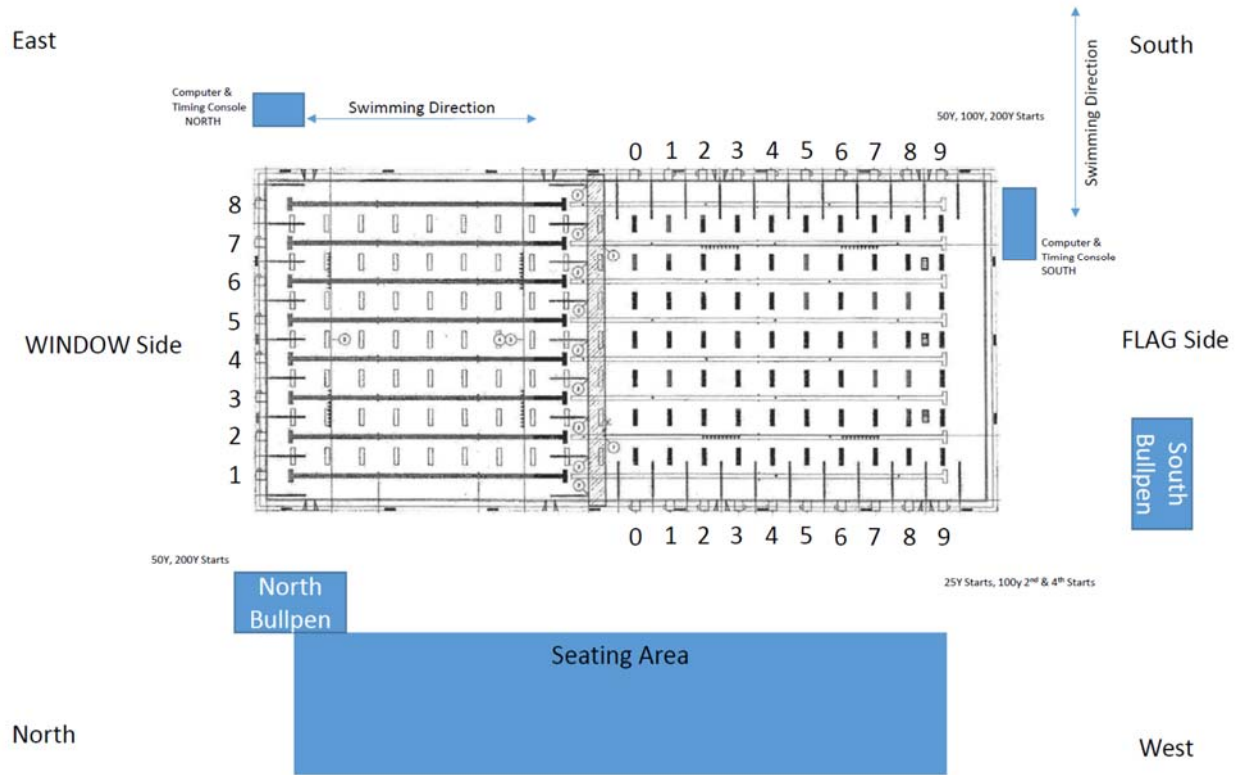 East
South
Computer &
Timing Console
NORTH
Swimming Direction
Swimming Direction
50Y, 100Y, 200Y Starts
0 1 2 3 4 5 6 7 8 9
8
7
6
5
4
3
2
1
Computer &
Timing Console
SOUTH
WINDOW Side
FLAG Side
South
Bullpen
0 1 2 3 4 5 6 7 8 9
50Y, 200Y Starts
25Y Starts, 100y 2nd & 4th Starts
North
Bullpen
Seating Area
North
West